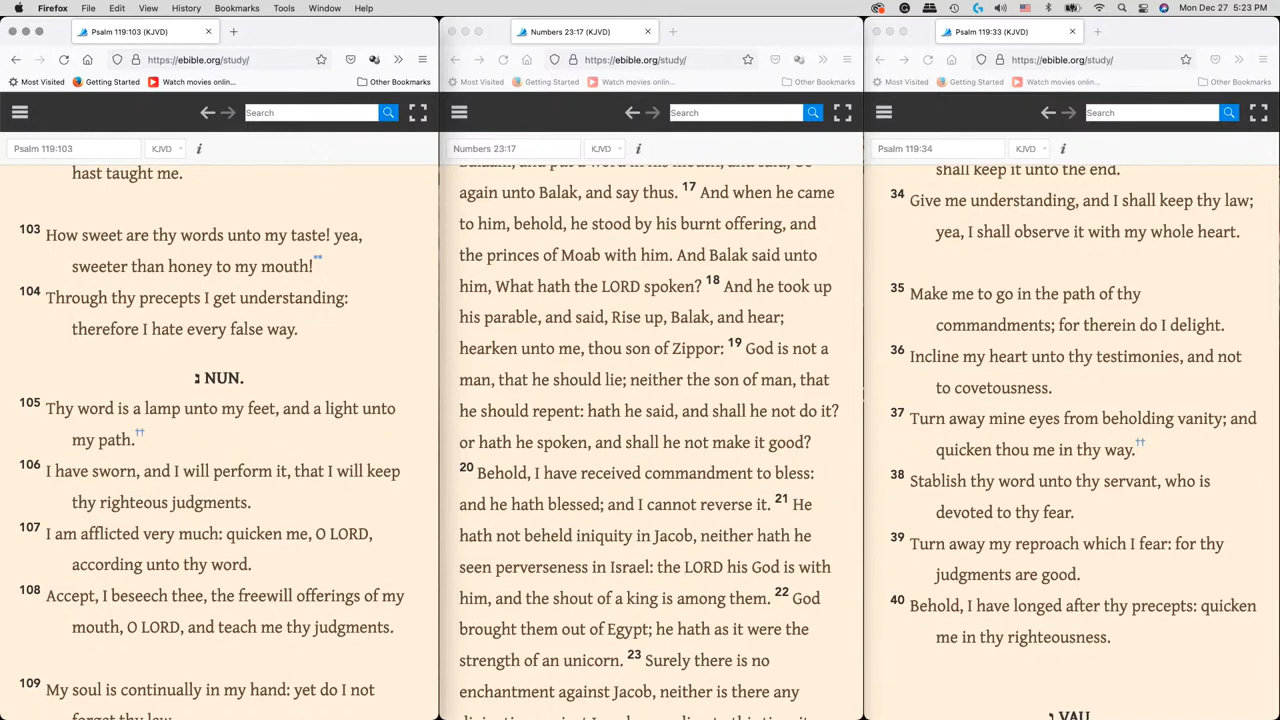 Firefox File Edit View History Bookmarks Tools Window Help Mon Dec 27 5:23 PM
Psalm 119:103 (KJVD)
https://ebible.org/study/
Most Visited Getting Started Watch movies onlin... Other Bookmarks
Search
Psalm 119:103 KJVD i
hast taught me.
103 How sweet are thy words unto my taste! yea,
sweeter than honey to my mouth!**
104 Through thy precepts I get understanding:
therefore I hate every false way.
נ NUN.
105 Thy word is a lamp unto my feet, and a light unto
my path.††
106 I have sworn, and I will perform it, that I will keep
thy righteous judgments.
107 I am afflicted very much: quicken me, O LORD,
according unto thy word.
108 Accept, I beseech thee, the freewill offerings of my
mouth, O LORD, and teach me thy judgments.
109 My soul is continually in my hand: yet do I not
forget thy law.
Numbers 23:17 (KJVD)
https://ebible.org/study/
Most Visited Getting Started Watch movies onlin... Other Bookmarks
Search
Numbers 23:17 KJVD i
Balaam, and put a word in his mouth, and said, Go
again unto Balak, and say thus. 17 And when he came
to him, behold, he stood by his burnt offering, and
the princes of Moab with him. And Balak said unto
him, What hath the LORD spoken? 18 And he took up
his parable, and said, Rise up, Balak, and hear;
hearken unto me, thou son of Zippor: 19 God is not a
man, that he should lie; neither the son of man, that
he should repent: hath he said, and shall he not do it?
or hath he spoken, and shall he not make it good?
20 Behold, I have received commandment to bless:
and he hath blessed; and I cannot reverse it. 21 He
hath not beheld iniquity in Jacob, neither hath he
seen perverseness in Israel: the LORD his God is with
him, and the shout of a king is among them. 22 God
brought them out of Egypt; he hath as it were the
strength of an unicorn. 23 Surely there is no
enchantment against Jacob, neither is there any
Psalm 119:33 (KJVD)
https://ebible.org/study/
Most Visited Getting Started Watch movies onlin... Other Bookmarks
Search
Psalm 119:34 KJVD i
shall keep it unto the end.
34 Give me understanding, and I shall keep thy law;
yea, I shall observe it with my whole heart.
35 Make me to go in the path of thy
commandments; for therein do I delight.
36 Incline my heart unto thy testimonies, and not
to covetousness.
37 Turn away mine eyes from beholding vanity; and
quicken thou me in thy way.††
38 Stablish thy word unto thy servant, who is
devoted to thy fear.
39 Turn away my reproach which I fear: for thy
judgments are good.
40 Behold, I have longed after thy precepts: quicken
me in thy righteousness.
ו VAU.